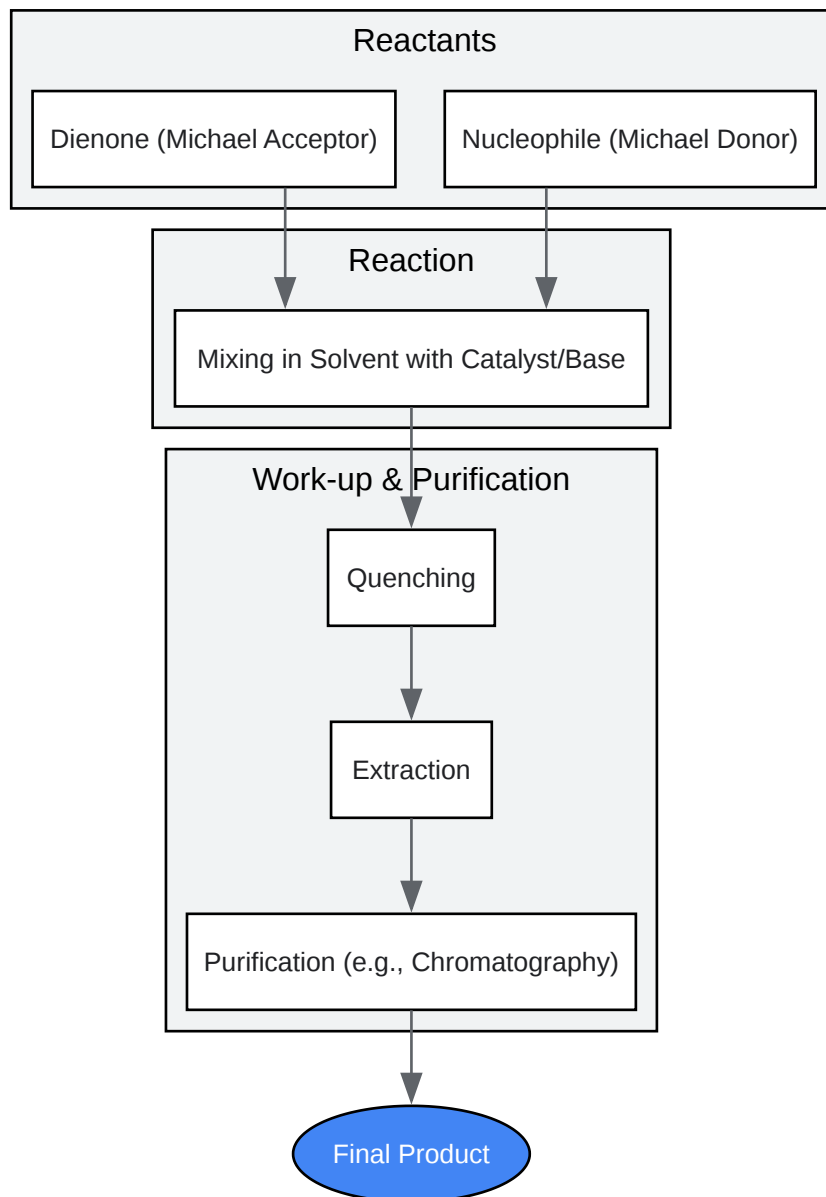 Reactants
Dienone (Michael Acceptor)
Nucleophile (Michael Donor)
Reaction
Mixing in Solvent with Catalyst/Base
Work-up & Purification
Quenching
Extraction
Purification (e.g., Chromatography)
Final Product